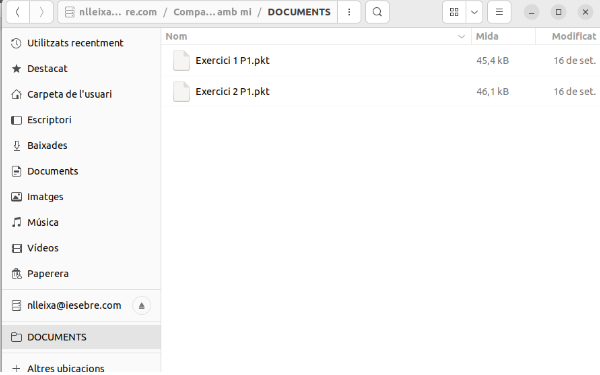 nlleixa... re.com / Compa... amb mi / DOCUMENTS
Nom Mida Modificat
Utilitzats recentment
Destacat
Carpeta de l'usuari
Escriptori
Baixades
Documents
Imatges
Música
Vídeos
Paperera
nlleixa@iesebre.com
DOCUMENTS
Altres ubicacions
Exercici 1 P1.pkt 45,4 kB 16 de set.
Exercici 2 P1.pkt 46,1 kB 16 de set.